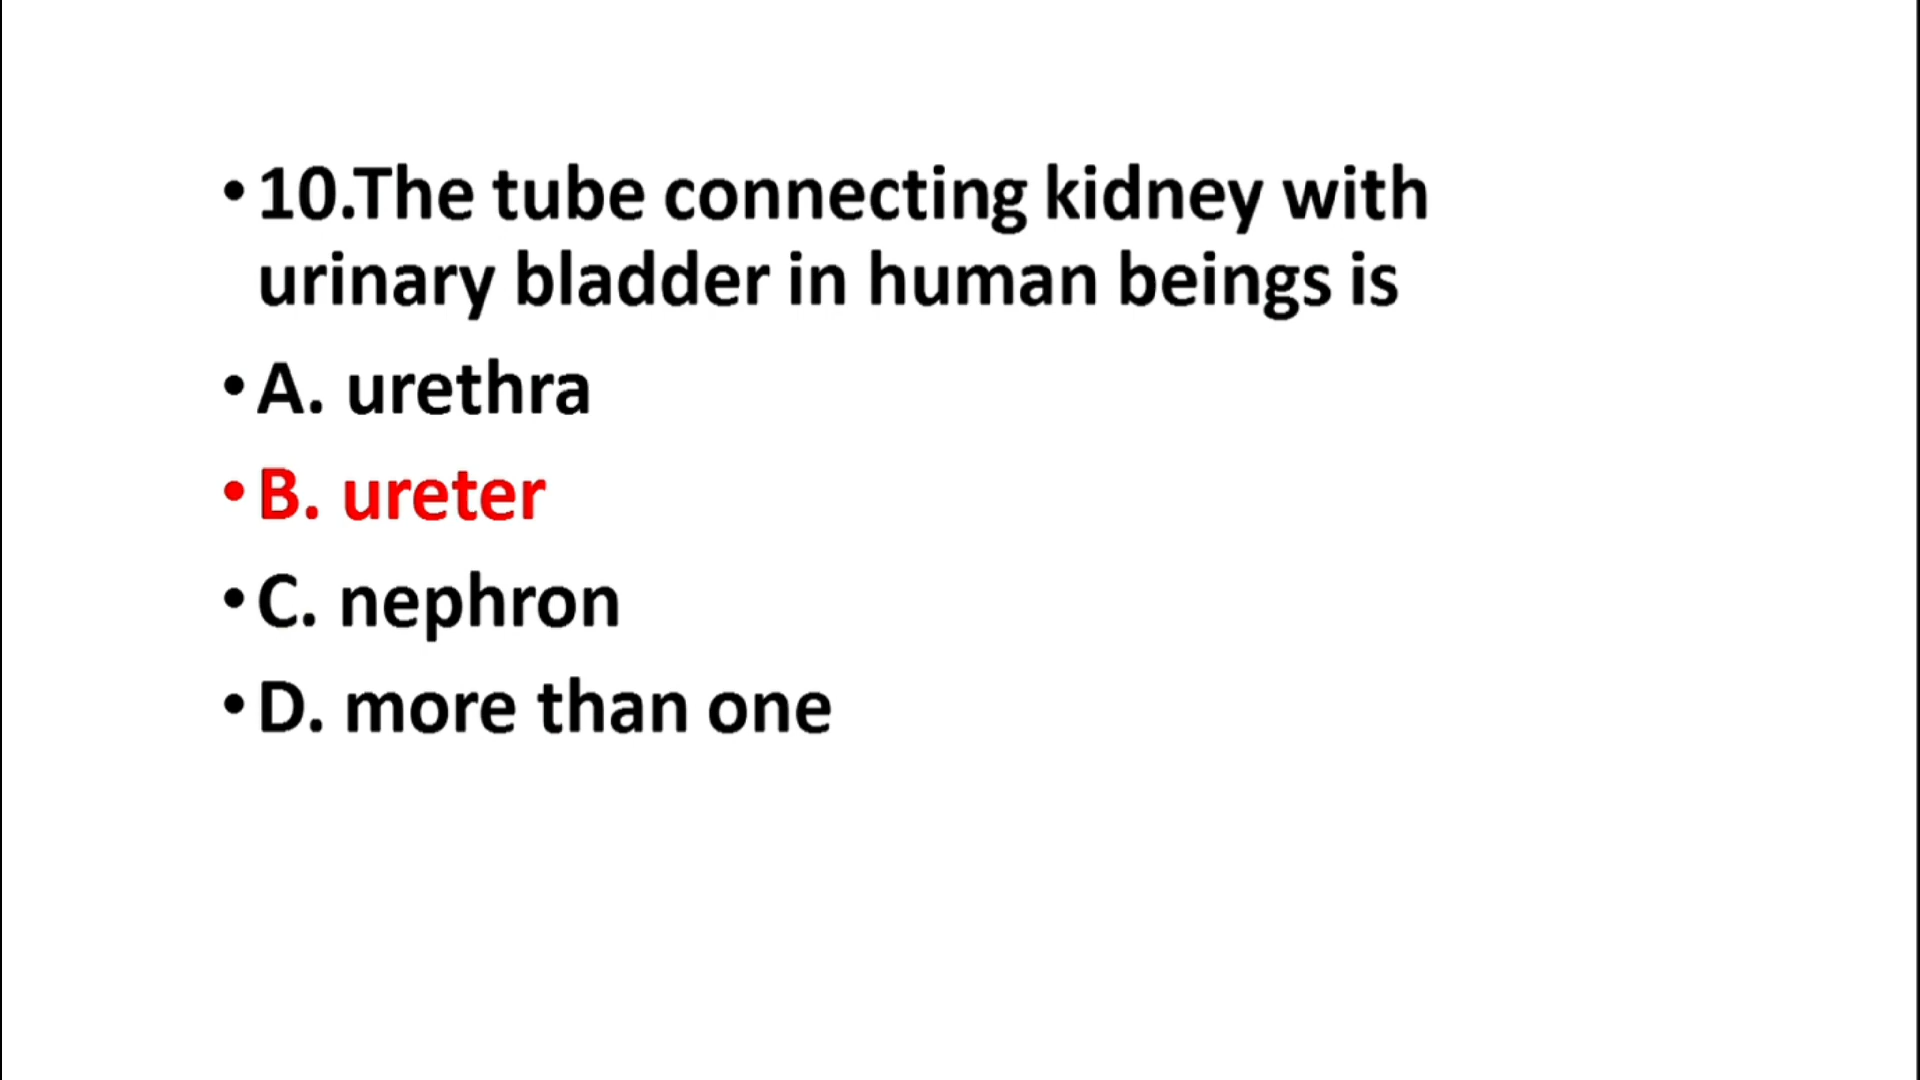 • 10.The tube connecting kidney with
urinary bladder in human beings is
• A. urethra
• B. ureter
• C. nephron
• D. more than one